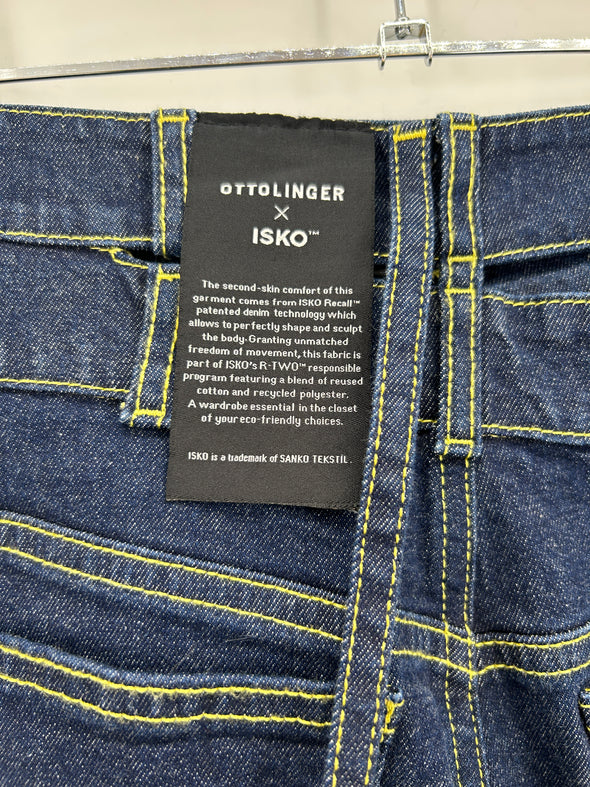 OTTOLINGER
×
ISKO™
The second-skin comfort of this
garment comes from ISKO Recall™
patented denim technology which
allows to perfectly shape and sculpt
the body. Granting unmatched
freedom of movement, this fabric is
part of ISKO's R-TWO™ responsible
program featuring a blend of reused
cotton and recycled polyester.
A wardrobe essential in the closet
of your eco-friendly choices.
ISKO is a trademark of SANKO TEKSTİL.